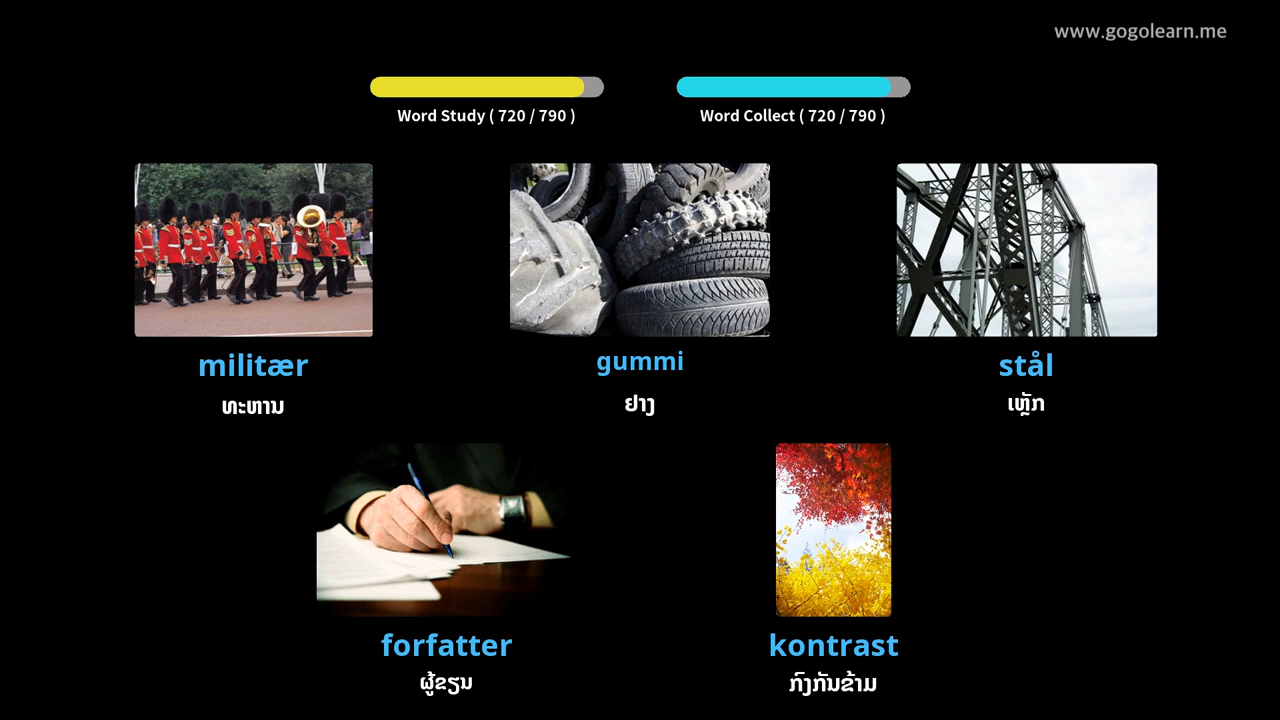 www.gogolearn.me
Word Study ( 720 / 790 )
Word Collect ( 720 / 790 )
militær
ທະຫານ
gummi
ຢາງ
stål
ເຫຼັກ
forfatter
ຜູ້ຂຽນ
kontrast
ກົງກັນຂ້າມ